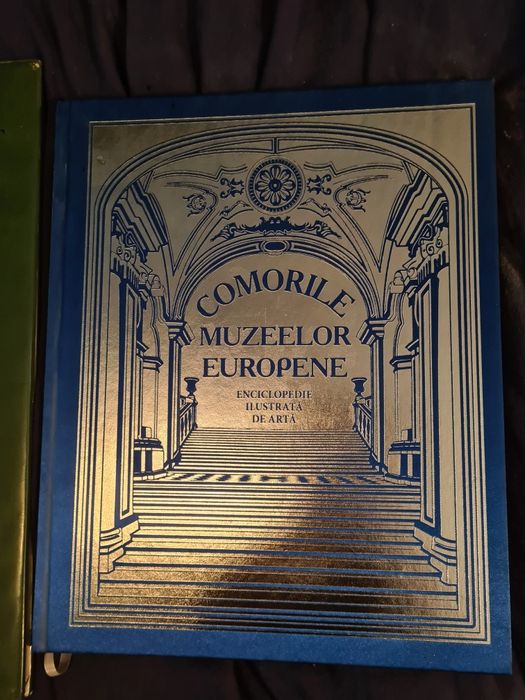 COMORILE
MUZEELOR
EUROPENE
ENCICLOPEDIE
ILUSTRATĂ
DE ARTĂ